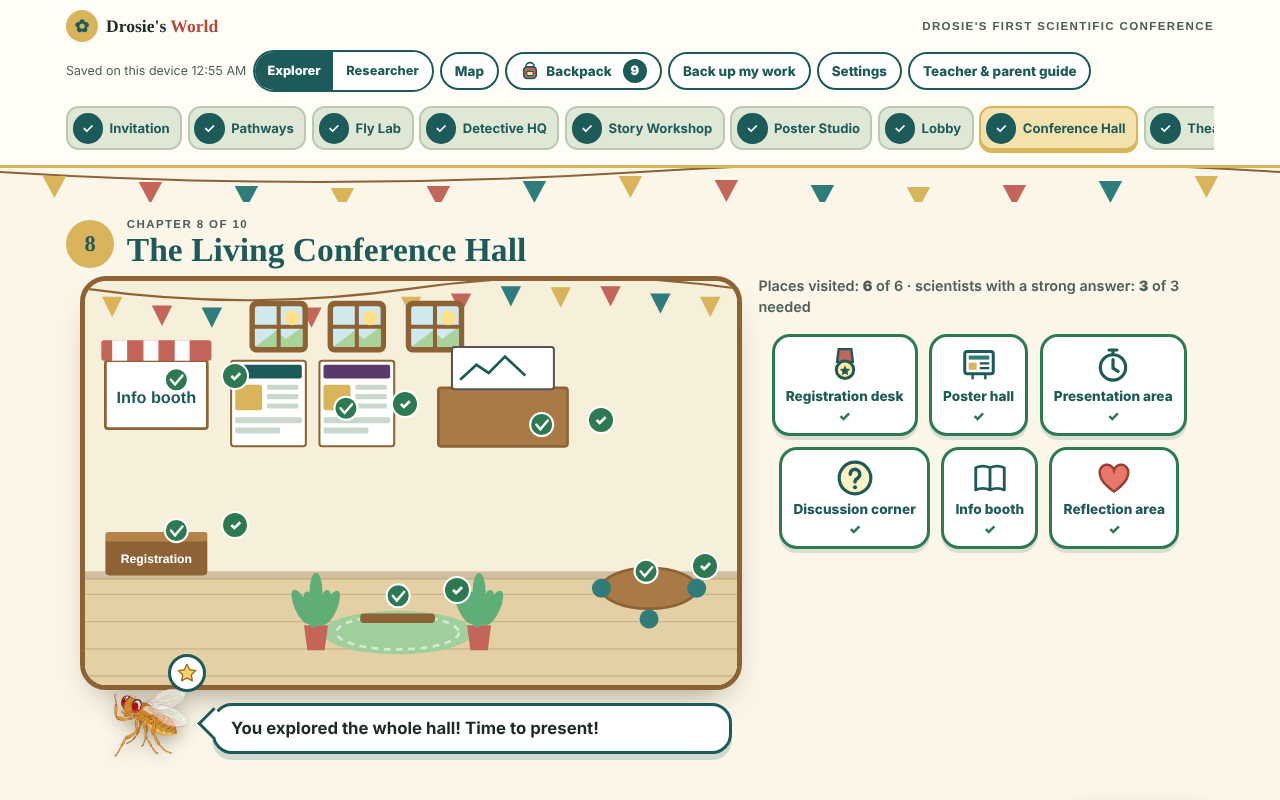 Drosie's World
DROSIE'S FIRST SCIENTIFIC CONFERENCE
Saved on this device 12:55 AM
Explorer
Researcher
Map
Backpack 9
Back up my work
Settings
Teacher & parent guide
Invitation
Pathways
Fly Lab
Detective HQ
Story Workshop
Poster Studio
Lobby
Conference Hall
8
CHAPTER 8 OF 10
The Living Conference Hall
Info booth
Registration
You explored the whole hall! Time to present!
Places visited: 6 of 6 · scientists with a strong answer: 3 of 3
needed
Registration desk
Poster hall
Presentation area
Discussion corner
Info booth
Reflection area